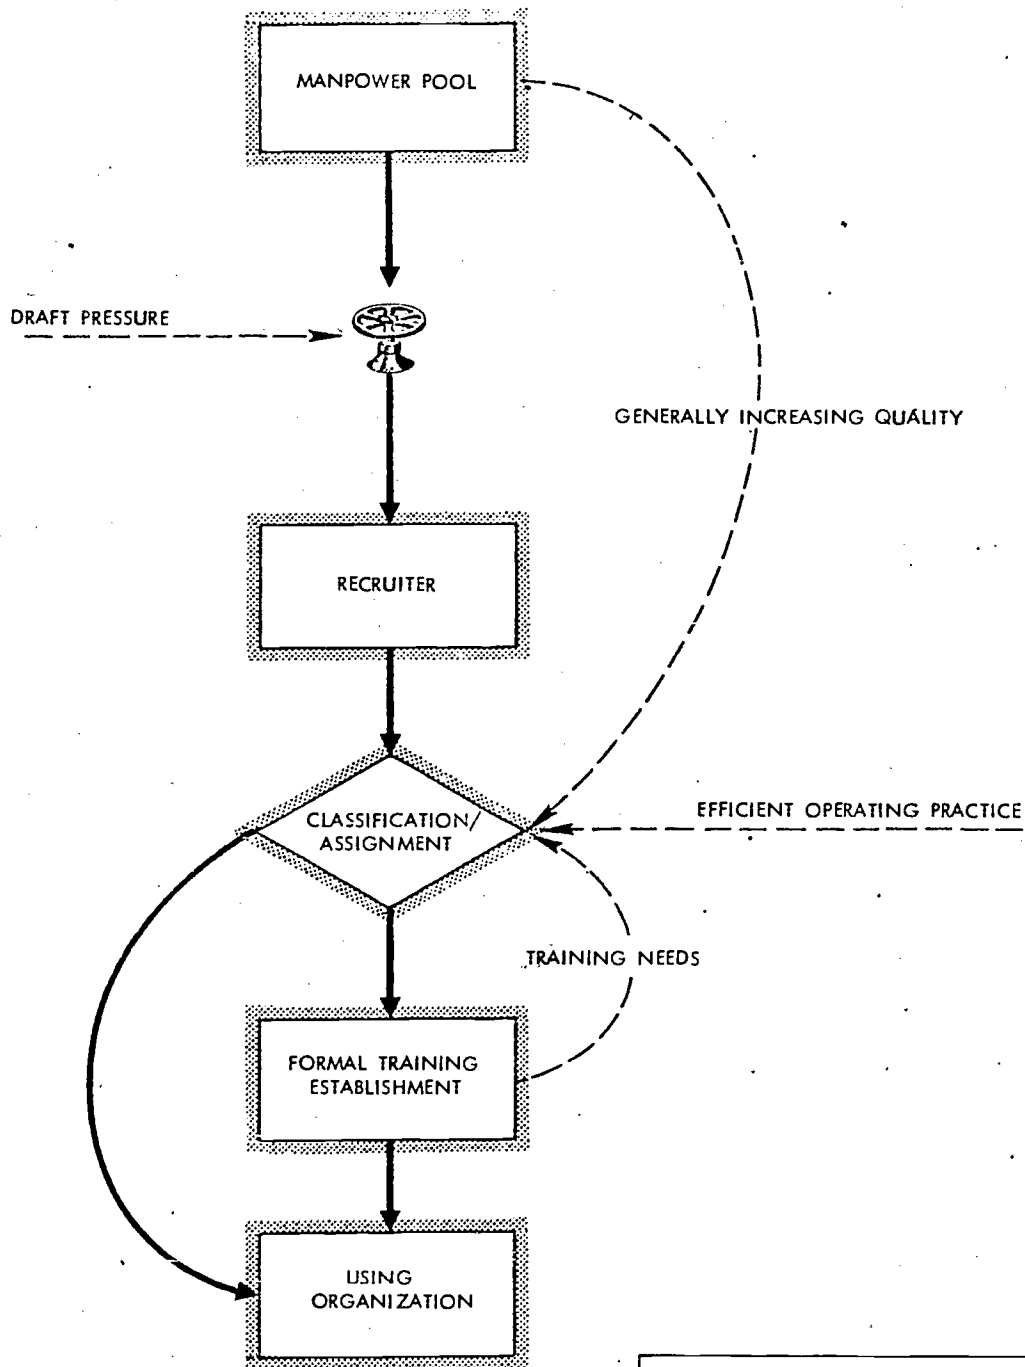 MANPOWER POOL
DRAFT PRESSURE
GENERALLY INCREASING QUALITY
RECRUITER
EFFICIENT OPERATING PRACTICE
CLASSIFICATION/
ASSIGNMENT
TRAINING NEEDS
FORMAL TRAINING
ESTABLISHMENT
USING
ORGANIZATION